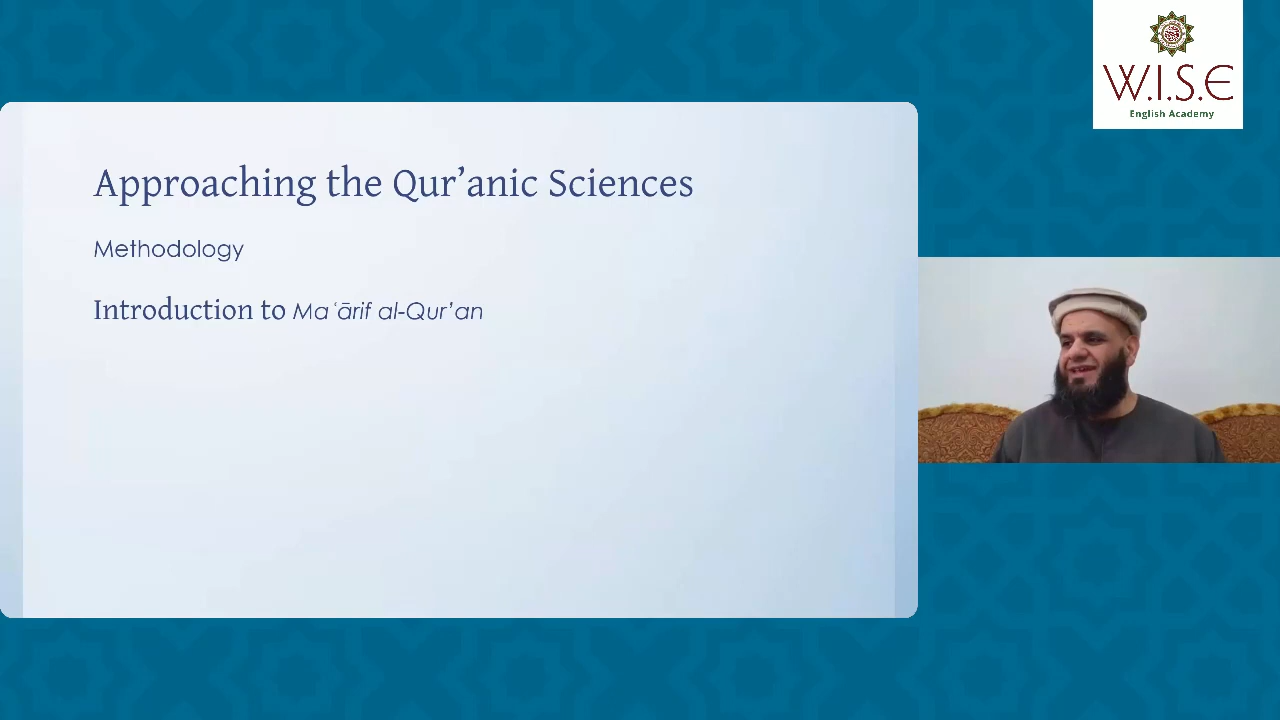 W.I.S.E
English Academy
Approaching the Qur’anic Sciences
Methodology
Introduction to Maʿārif al-Qur’an